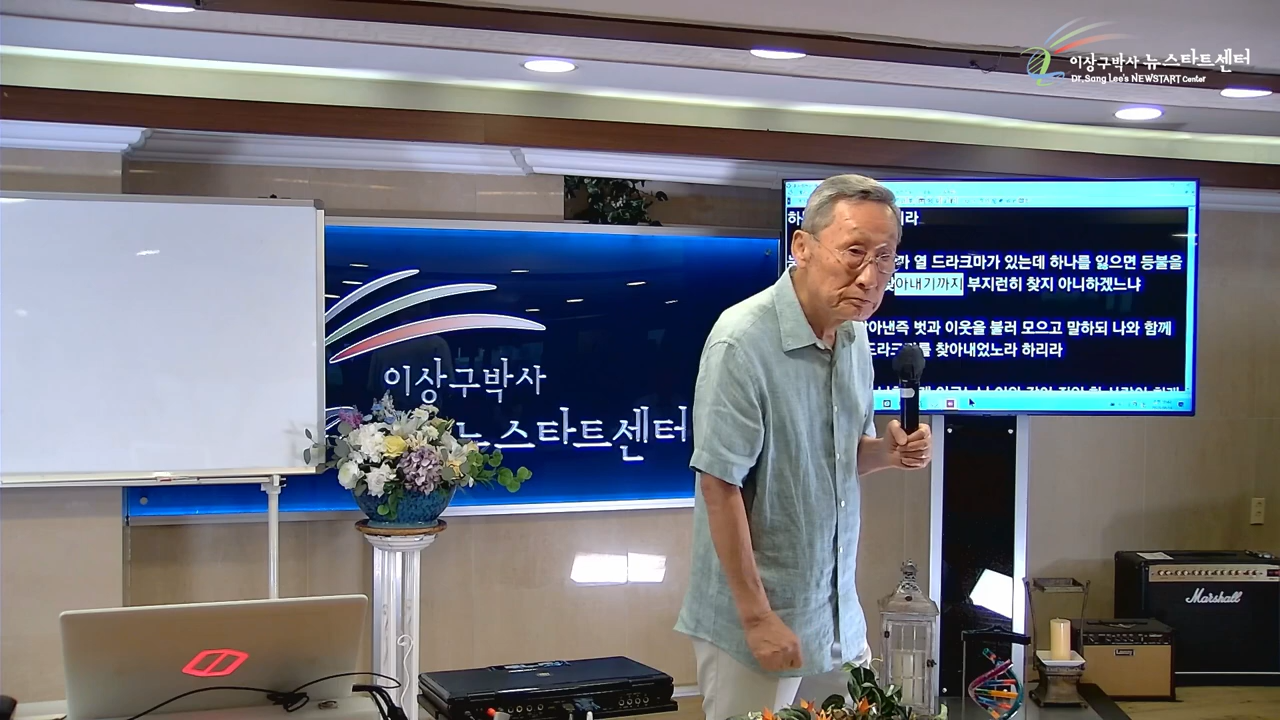 이상구박사 뉴스타트센터
Dr. Sang Lee's NEWSTART Center
열 드라크마가 있는데 하나를 잃으면 등불을
찾아내기까지 부지런히 찾지 아니하겠느냐
찾아낸즉 벗과 이웃을 불러 모으고 말하되 나와 함께
드라크마를 찾아내었노라 하리라
이상구박사
뉴스타트센터
Marshall
Laney